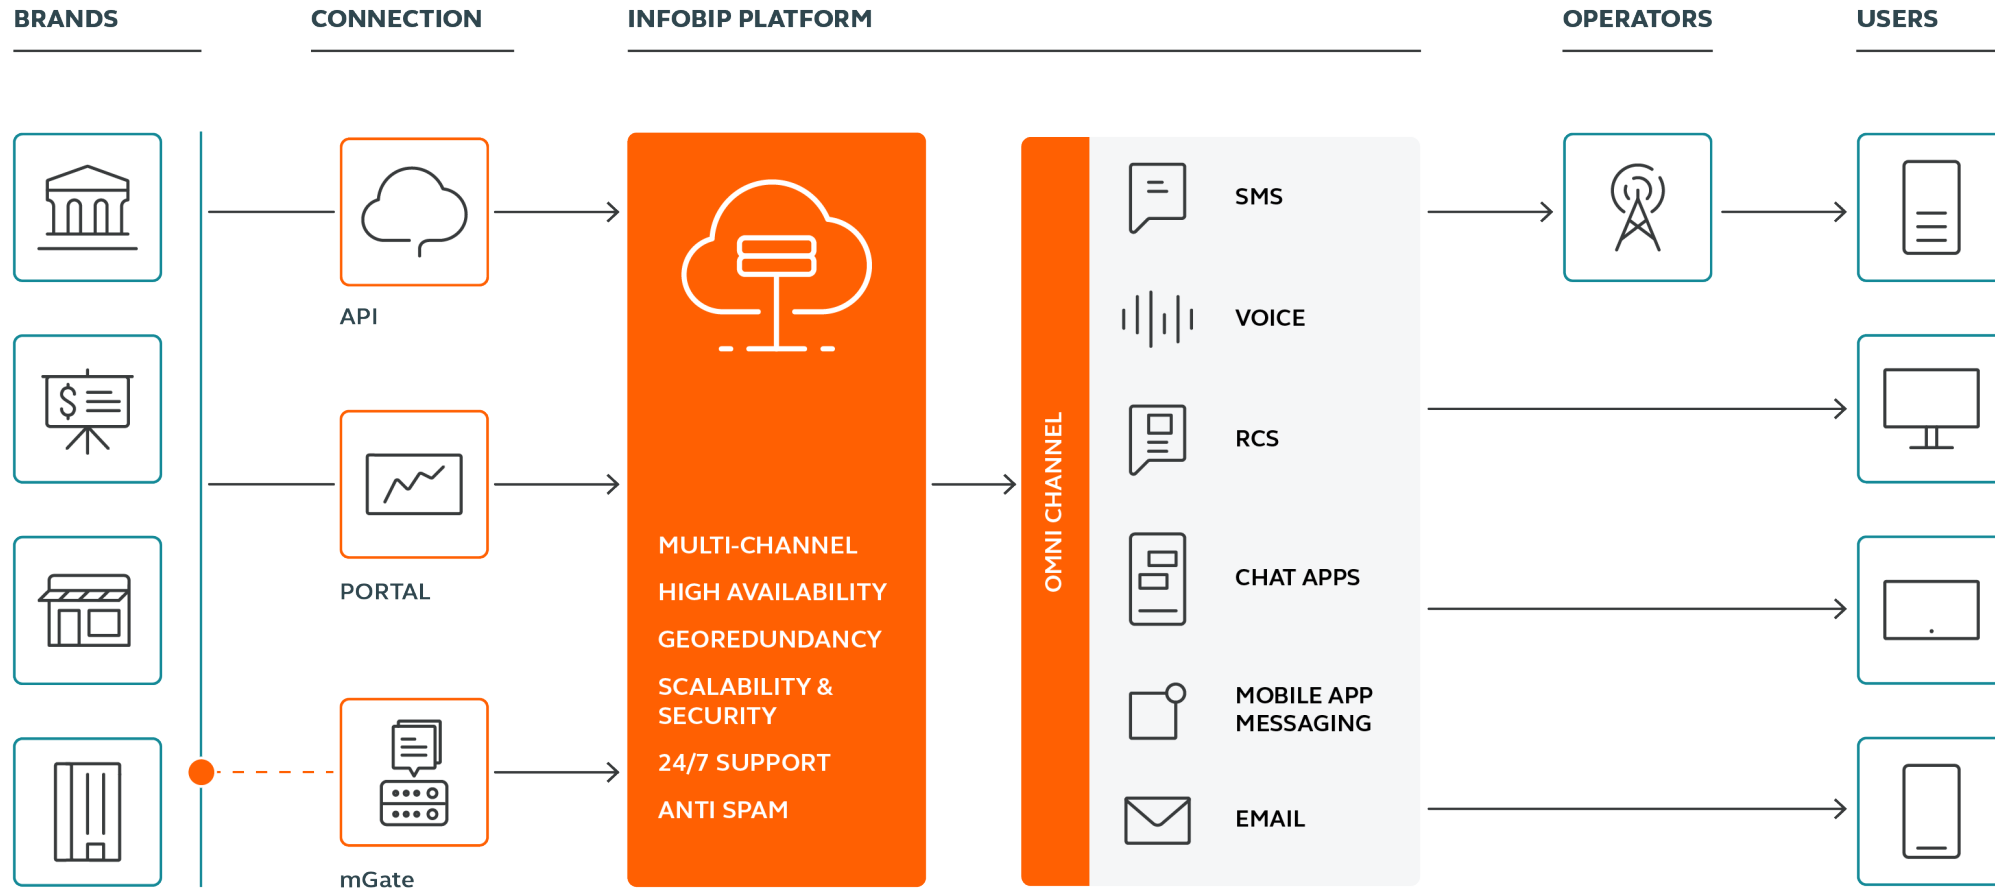 BRANDS
CONNECTION
INFOBIP PLATFORM
OPERATORS
USERS
API
PORTAL
mGate
$
MULTI-CHANNEL
HIGH AVAILABILITY
GEOREDUNDANCY
SCALABILITY &
SECURITY
24/7 SUPPORT
ANTI SPAM
OMNI CHANNEL
SMS
VOICE
RCS
CHAT APPS
MOBILE APP
MESSAGING
EMAIL